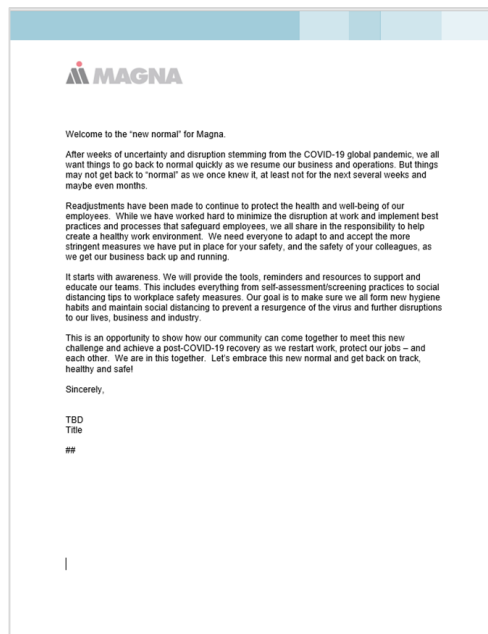 MAGNA
Welcome to the "new normal" for Magna.
After weeks of uncertainty and disruption stemming from the COVID-19 global pandemic, we all
want things to go back to normal quickly as we resume our business and operations. But things
may not get back to "normal" as we once knew it, at least not for the next several weeks and
maybe even months.
Readjustments have been made to continue to protect the health and well-being of our
employees.  While we have worked hard to minimize the disruption at work and implement best
practices and processes that safeguard employees, we all share in the responsibility to help
create a healthy work environment.  We need everyone to adapt to and accept the more
stringent measures we have put in place for your safety, and the safety of your colleagues, as
we get our business back up and running.
It starts with awareness. We will provide the tools, reminders and resources to support and
educate our teams. This includes everything from self-assessment/screening practices to social
distancing tips to workplace safety measures. Our goal is to make sure we all form new hygiene
habits and maintain social distancing to prevent a resurgence of the virus and further disruptions
to our lives, business and industry.
This is an opportunity to show how our community can come together to meet this new
challenge and achieve a post-COVID-19 recovery as we restart work, protect our jobs – and
each other.  We are in this together.  Let's embrace this new normal and get back on track,
healthy and safe!
Sincerely,
TBD
Title
##